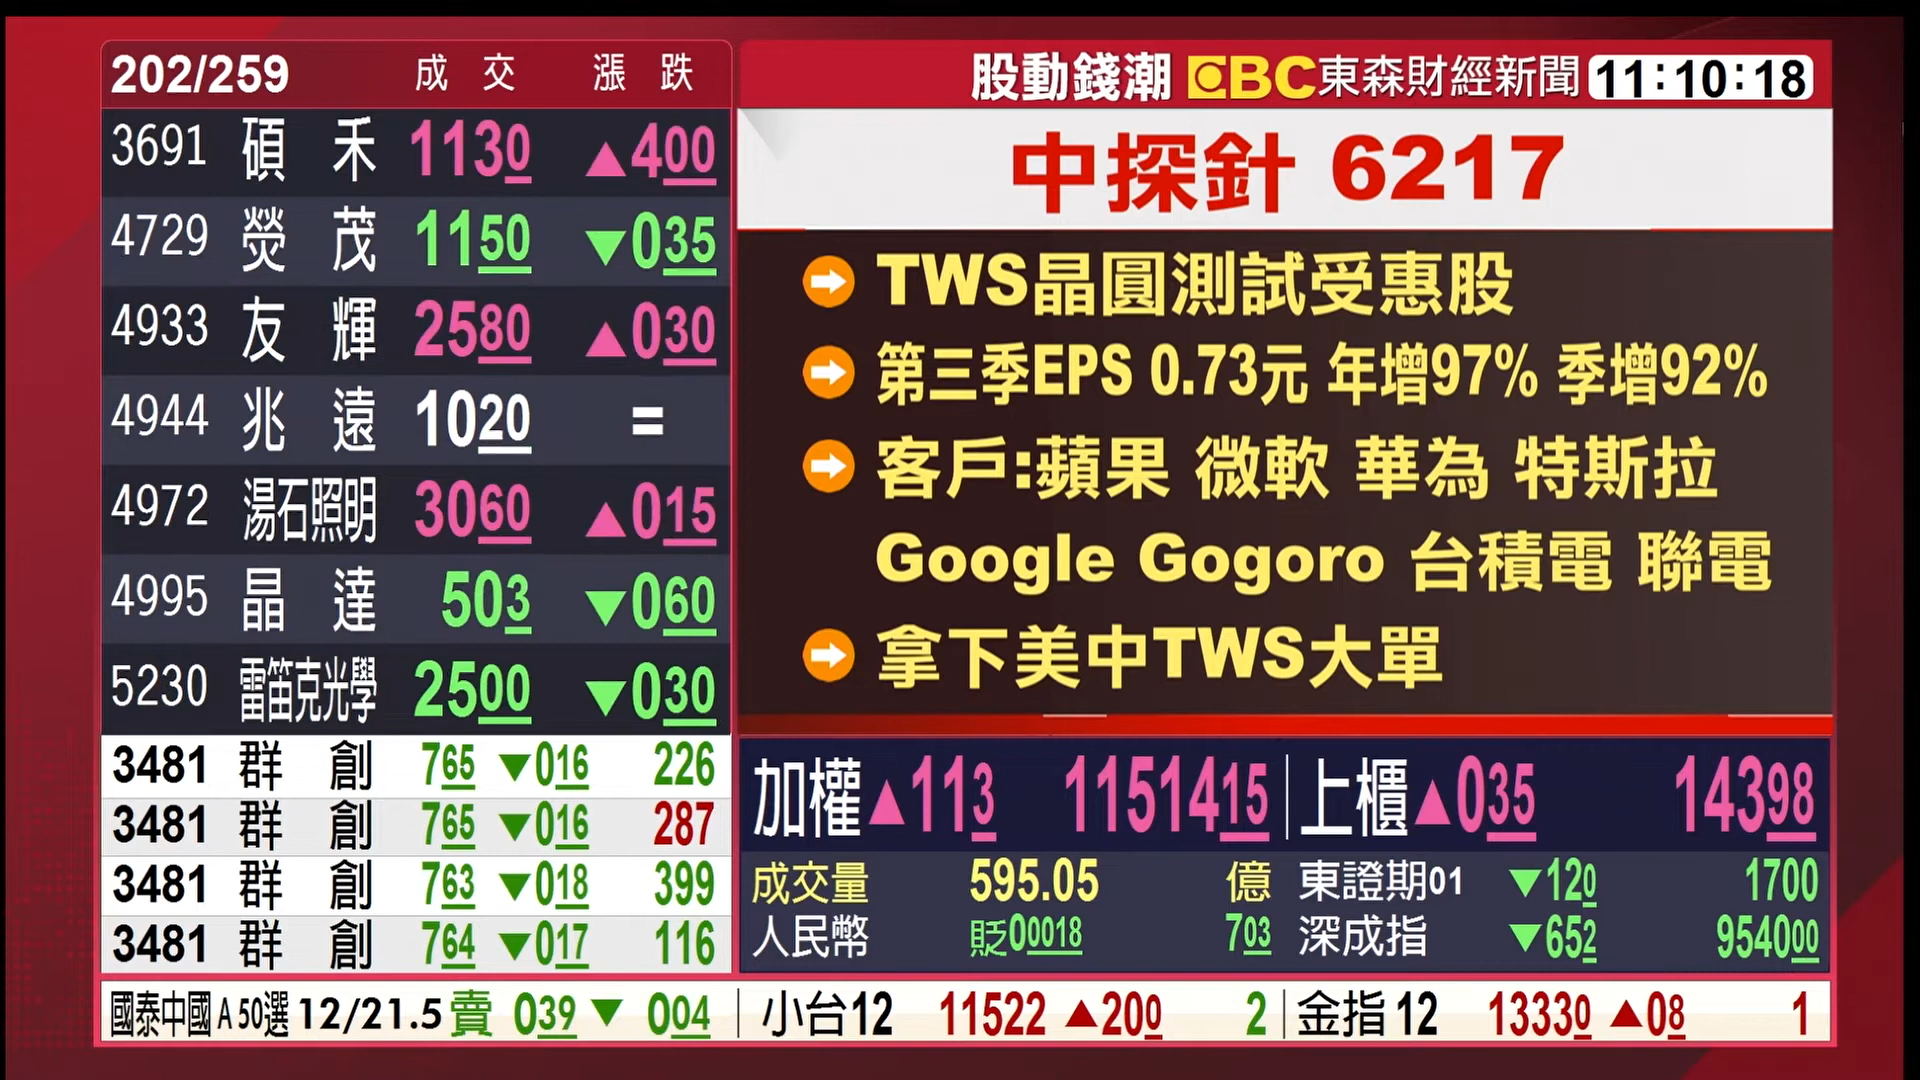 202/259 成交 漲跌
3691 碩禾 1130 ▲400
4729 熒茂 1150 ▼035
4933 友輝 2580 ▲030
4944 兆遠 1020 =
4972 湯石照明 3060 ▲015
4995 晶達 503 ▼060
5230 雷笛克光學 2500 ▼030
3481 群創 765 ▼016 226
3481 群創 765 ▼016 287
3481 群創 763 ▼018 399
3481 群創 764 ▼017 116
股動錢潮 EBC東森財經新聞 11:10:18
中探針 6217
TWS晶圓測試受惠股
第三季EPS 0.73元 年增97% 季增92%
客戶:蘋果 微軟 華為 特斯拉
Google Gogoro 台積電 聯電
拿下美中TWS大單
加權▲113 1151415 上櫃▲035 14398
成交量 595.05 億 東證期01 ▼120 1700
人民幣 貶00018 703 深成指 ▼652 954000
國泰中國A50選 12/21.5 賣 039 ▼ 004 小台12 11522 ▲200 2 金指12 13330 ▲08 1